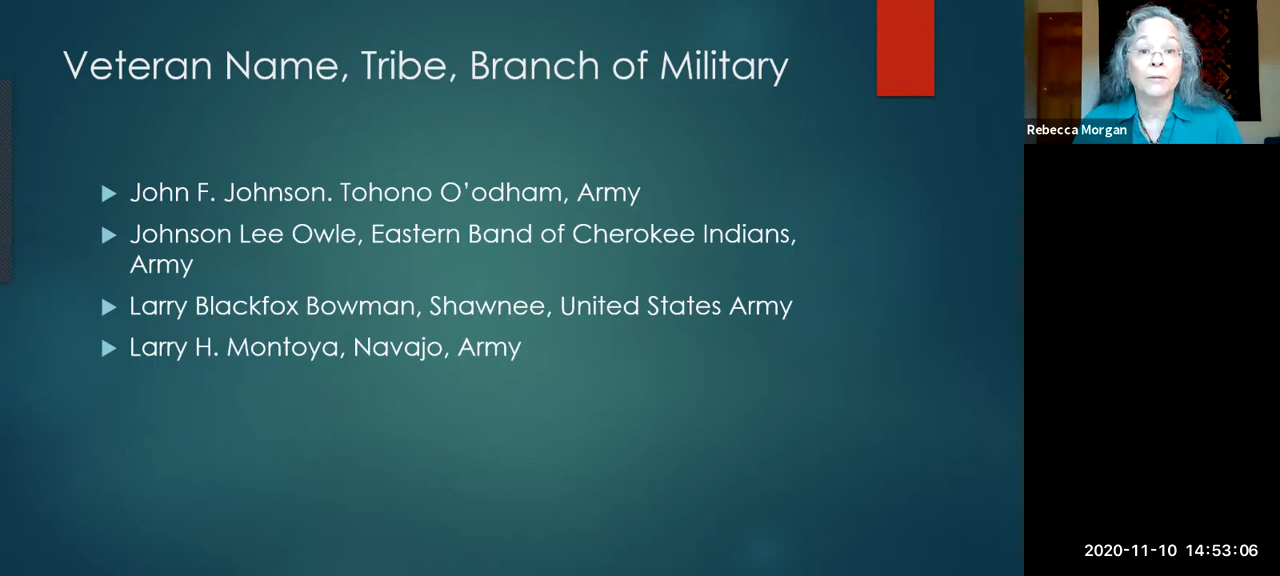 Veteran Name, Tribe, Branch of Military
John F. Johnson. Tohono O’odham, Army
Johnson Lee Owle, Eastern Band of Cherokee Indians,
Army
Larry Blackfox Bowman, Shawnee, United States Army
Larry H. Montoya, Navajo, Army
Rebecca Morgan
2020-11-10 14:53:06